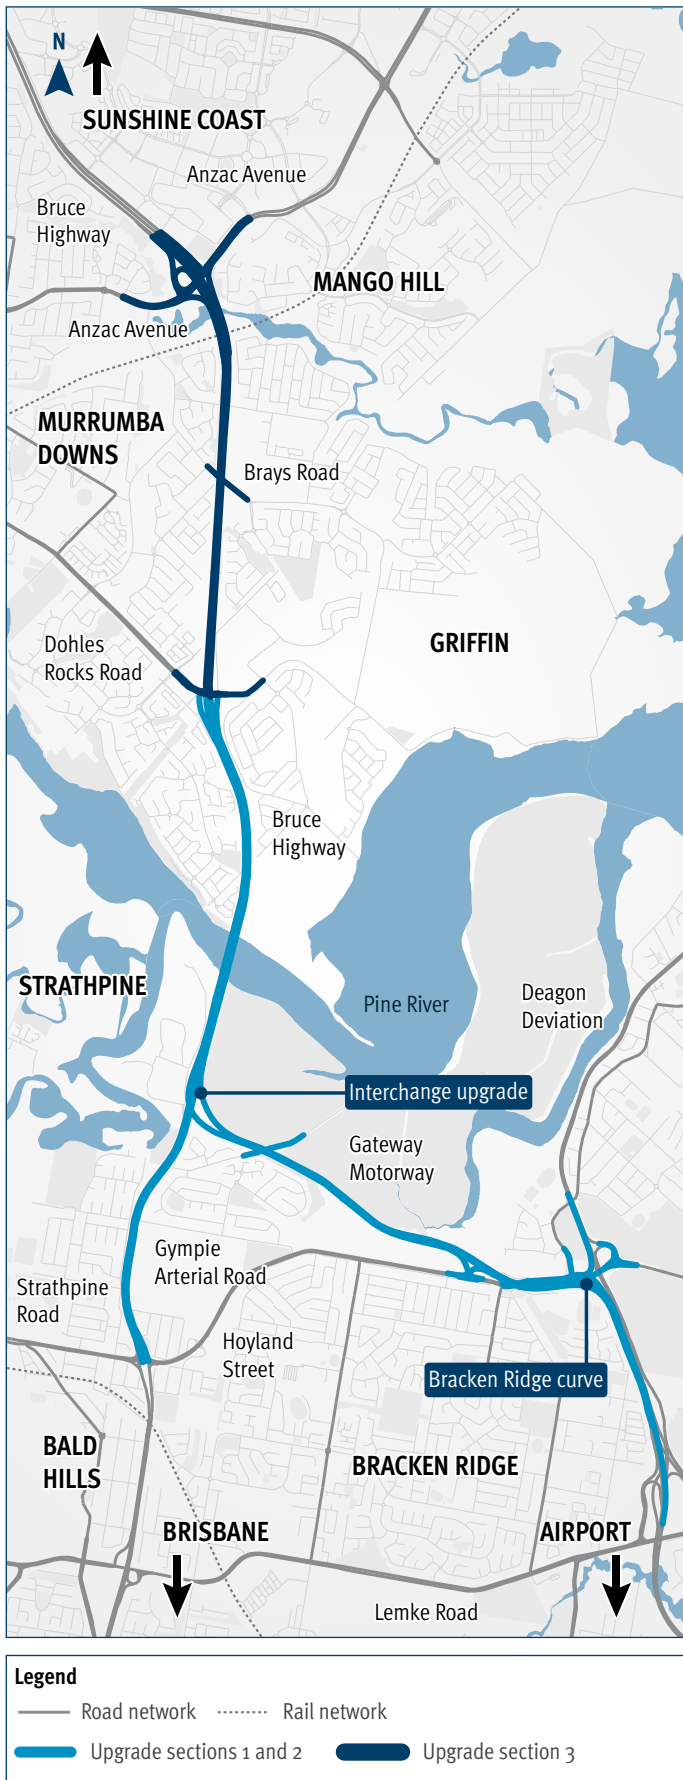 N
SUNSHINE COAST
Anzac Avenue
Bruce
Highway
MANGO HILL
Anzac Avenue
MURRUMBA
DOWNS
Brays Road
GRIFFIN
Dohles
Rocks Road
Bruce
Highway
STRATHPINE
Pine River
Deagon
Deviation
Interchange upgrade
Gateway
Motorway
Gympie
Arterial Road
Strathpine
Road
Hoyland
Street
Bracken Ridge curve
BALD
HILLS
BRACKEN RIDGE
BRISBANE
AIRPORT
Lemke Road
Legend
Road network
Rail network
Upgrade sections 1 and 2
Upgrade section 3